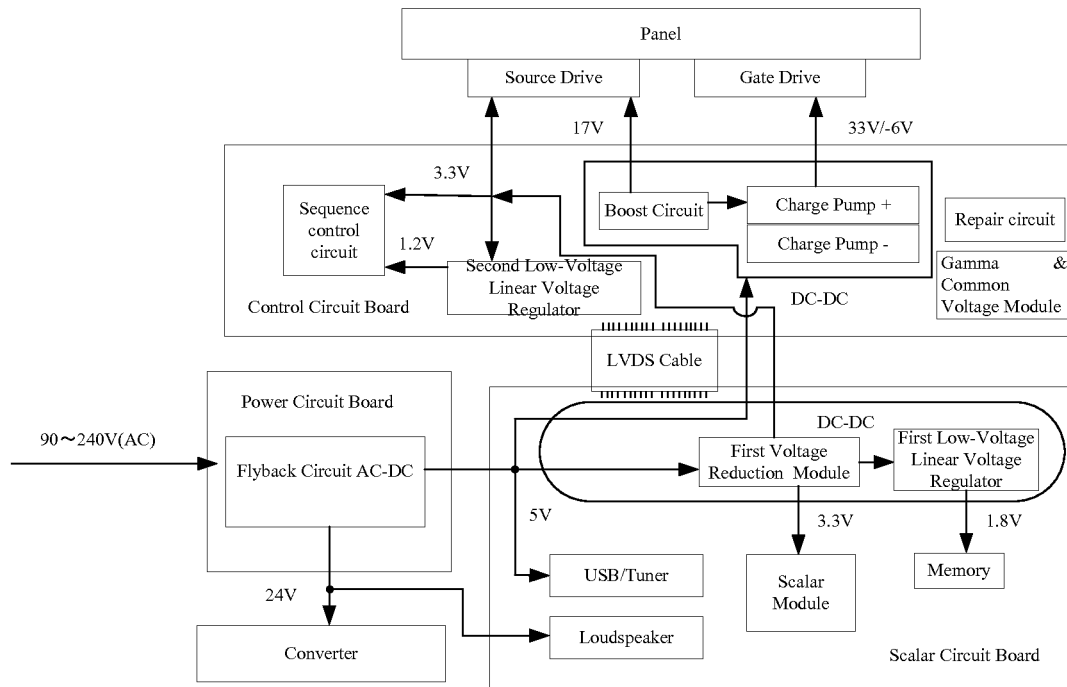 Panel
Source Drive
Gate Drive
17V
33V/-6V
3.3V
Sequence
control
circuit
Boost Circuit
Charge Pump +
Charge Pump -
Repair circuit
1.2V
Second Low-Voltage
Linear Voltage
Regulator
Gamma &
Common
Voltage Module
Control Circuit Board
DC-DC
LVDS Cable
Power Circuit Board
90～240V(AC)
Flyback Circuit AC-DC
DC-DC
First Voltage
Reduction Module
First Low-Voltage
Linear Voltage
Regulator
5V
3.3V
1.8V
USB/Tuner
Scalar
Module
Memory
24V
Loudspeaker
Converter
Scalar Circuit Board